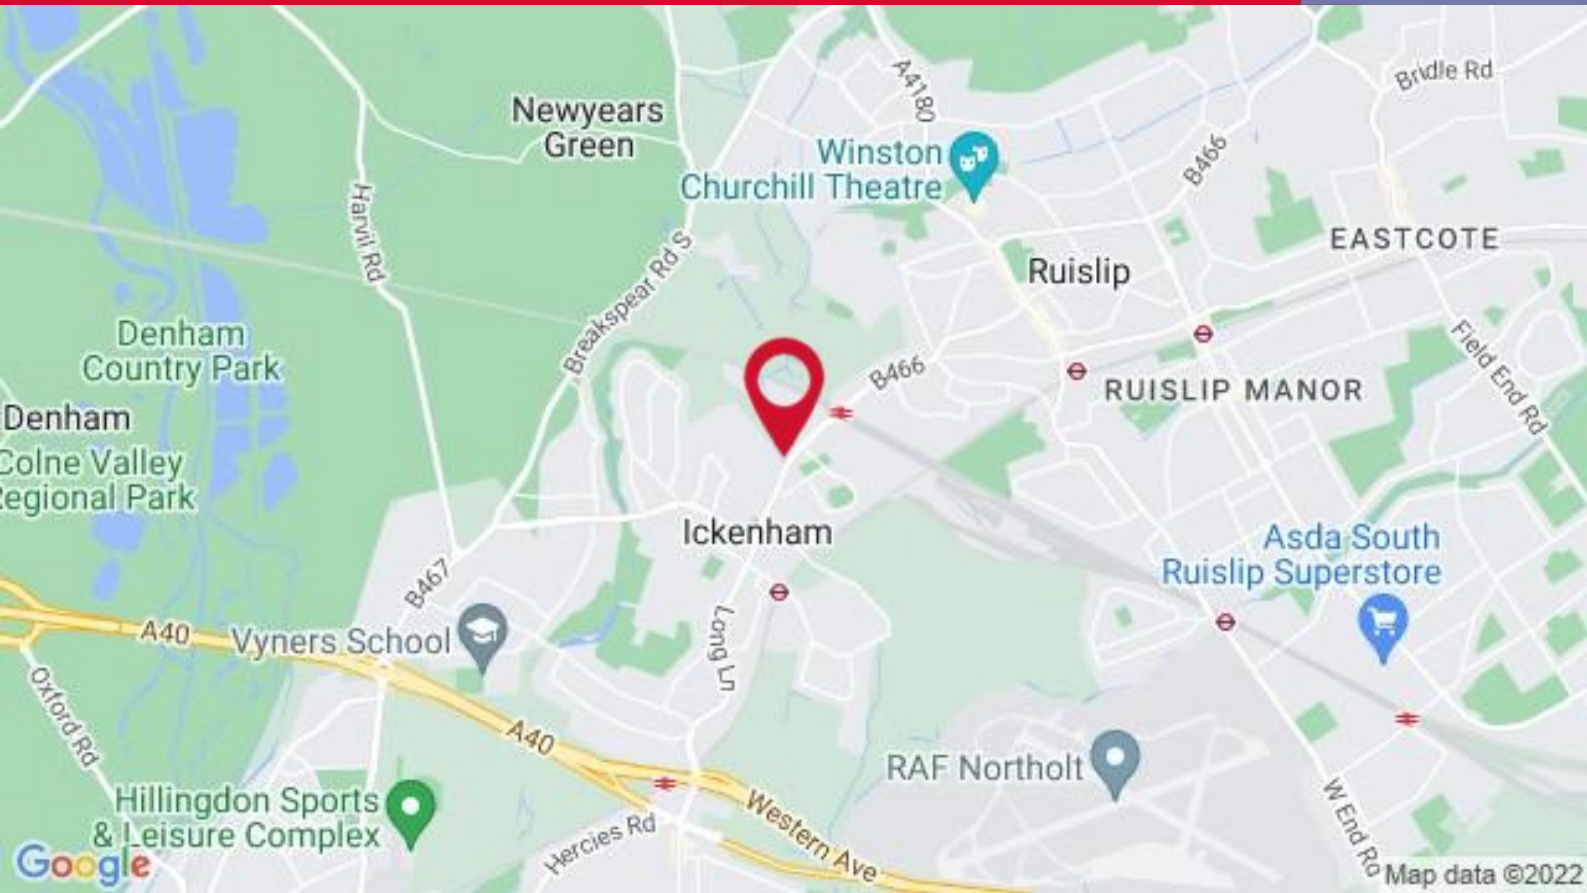 Bridle Rd
A4180
Newyears
Green
Winston
Churchill Theatre
B466
Harvil Rd
EASTCOTE
Breakspear Rd S
Ruislip
Denham
Country Park
Field End Rd
B466
RUISLIP MANOR
Denham
Colne Valley
Regional Park
Ickenham
Asda South
Ruislip Superstore
B467
A40
Vyners School
Long Ln
Oxford Rd
A40
RAF Northolt
Hillingdon Sports
& Leisure Complex
Western Ave
W End Rd
Hercies Rd
Google
Map data ©2022